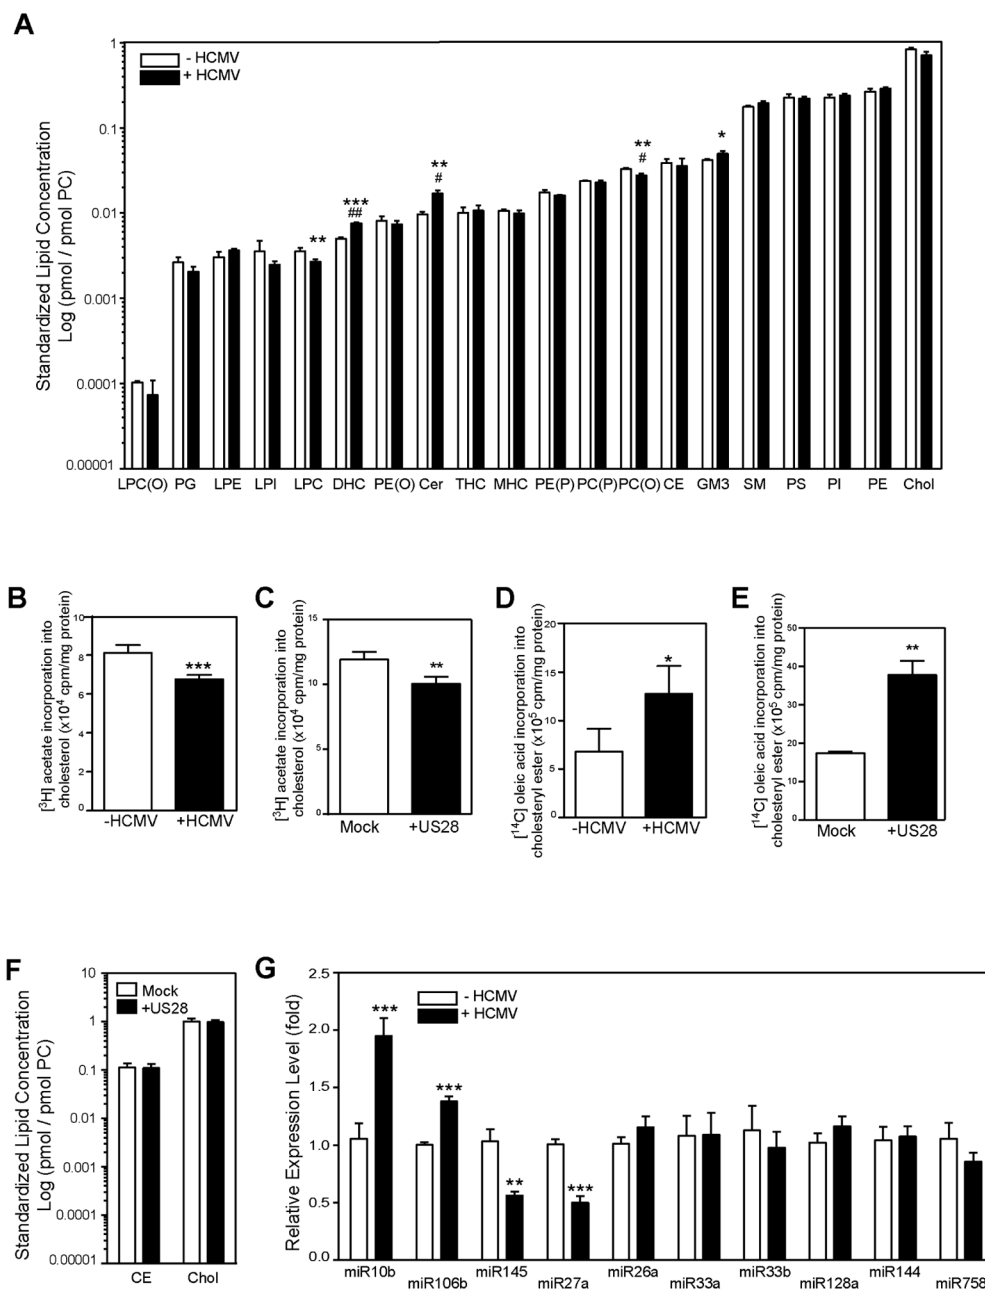 A
- HCMV
+ HCMV
Standardized Lipid Concentration
Log (pmol / pmol PC)
1
0.1
0.01
0.001
0.0001
0.00001
**
***
##
**
#
**
#
*
LPC(O) PG LPE LPI LPC DHC PE(O) Cer THC MHC PE(P) PC(P) PC(O) CE GM3 SM PS PI PE Chol
B
[³H] acetate incorporation into
cholesterol (x10⁴ cpm/mg protein)
10
8
6
4
2
0
***
-HCMV +HCMV
C
[³H] acetate incorporation into
cholesterol (x10⁴ cpm/mg protein)
15
10
5
0
**
Mock +US28
D
[¹⁴C] oleic acid incorporation into
cholesteryl ester (x10⁵ cpm/mg protein)
20
15
10
5
0
*
-HCMV +HCMV
E
[¹⁴C] oleic acid incorporation into
cholesteryl ester (x10⁵ cpm/mg protein)
50
40
30
20
10
0
**
Mock +US28
F
Standardized Lipid Concentration
Log (pmol / pmol PC)
10
1
0.1
0.01
0.001
0.0001
0.00001
Mock
+US28
CE Chol
G
Relative Expression Level (fold)
2.5
2.0
1.5
1.0
0.5
0.0
- HCMV
+ HCMV
***
***
**
***
miR10b miR106b miR145 miR27a miR26a miR33a miR33b miR128a miR144 miR758